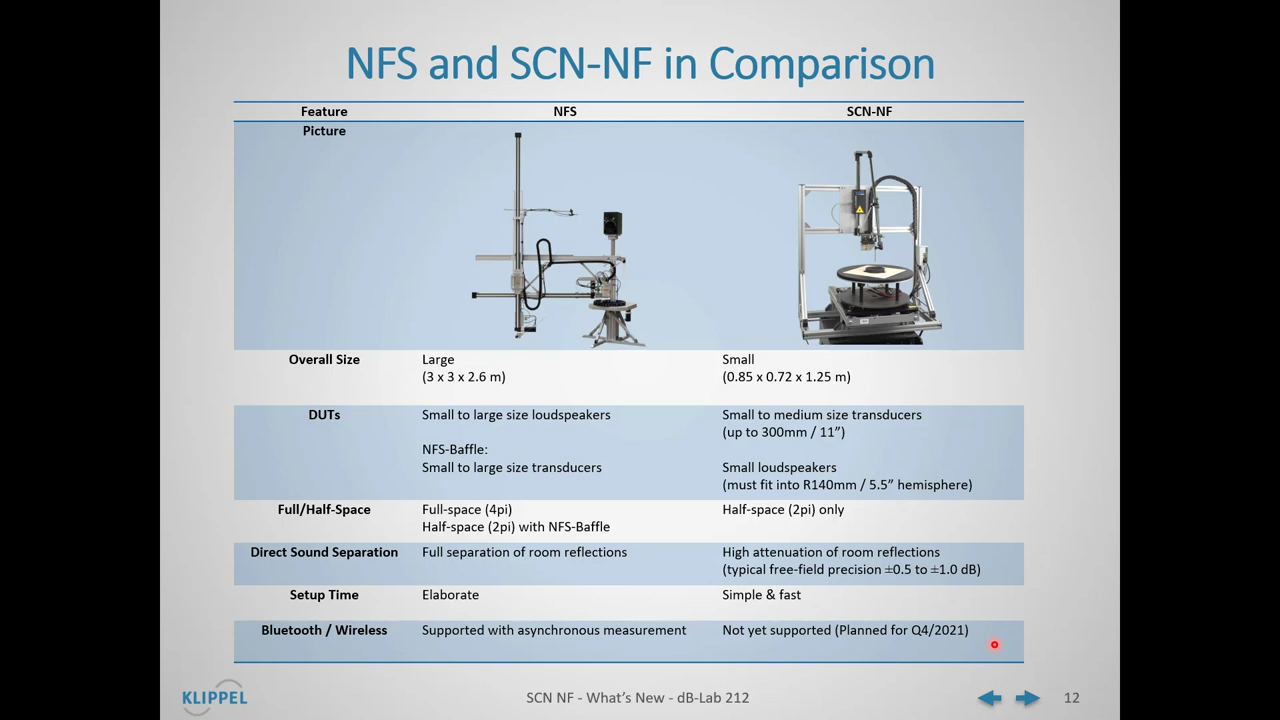 NFS and SCN-NF in Comparison
Feature NFS SCN-NF
Picture
Overall Size Large Small
(3 x 3 x 2.6 m) (0.85 x 0.72 x 1.25 m)
DUTs Small to large size loudspeakers Small to medium size transducers
(up to 300mm / 11”)
NFS-Baffle:
Small to large size transducers Small loudspeakers
(must fit into R140mm / 5.5” hemisphere)
Full/Half-Space Full-space (4pi) Half-space (2pi) only
Half-space (2pi) with NFS-Baffle
Direct Sound Separation Full separation of room reflections High attenuation of room reflections
(typical free-field precision ±0.5 to ±1.0 dB)
Setup Time Elaborate Simple & fast
Bluetooth / Wireless Supported with asynchronous measurement Not yet supported (Planned for Q4/2021)
KLIPPEL SCN NF - What’s New - dB-Lab 212 12